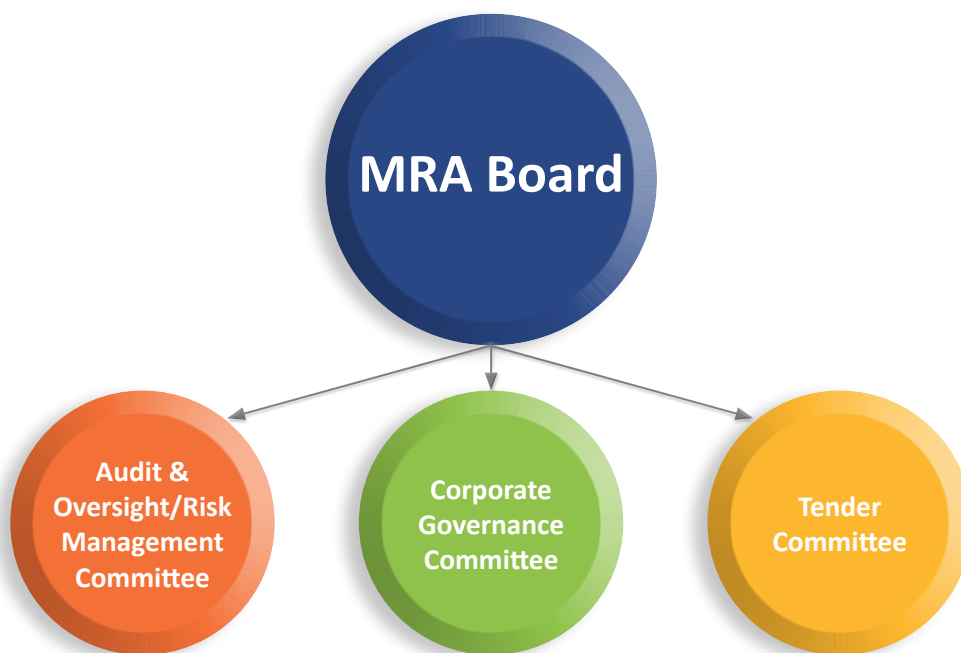 MRA Board
Audit &
Oversight/Risk
Management
Committee
Corporate
Governance
Committee
Tender
Committee